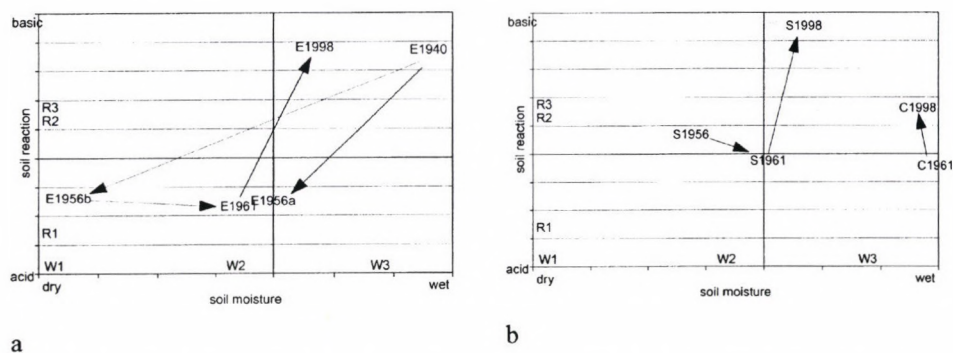 basic
E1998
E1940
R3
R2
soil reaction
E1956b
E1961
E1956a
R1
W1
W2
W3
acid
dry
soil moisture
wet
a
basic
S1998
R3
R2
C1998
S1956
soil reaction
S1961
C1961
R1
W1
W2
W3
acid
dry
soil moisture
wet
b